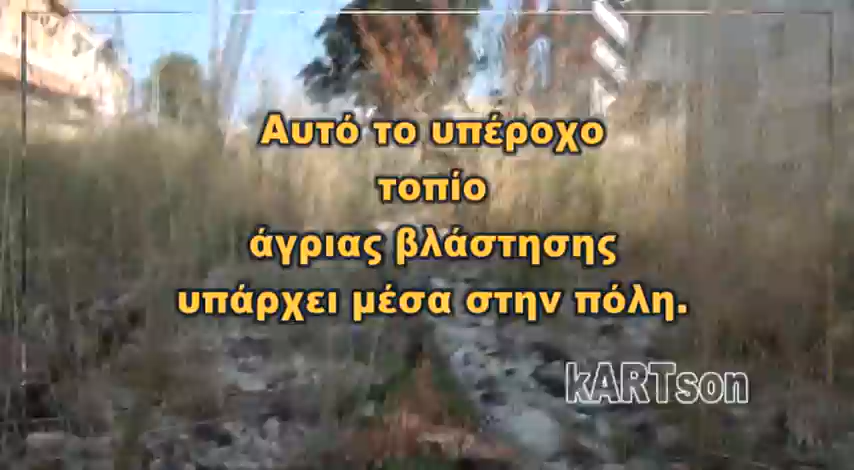 Αυτό το υπέροχο
τοπίο
άγριας βλάστησης
υπάρχει μέσα στην πόλη.
kARTson